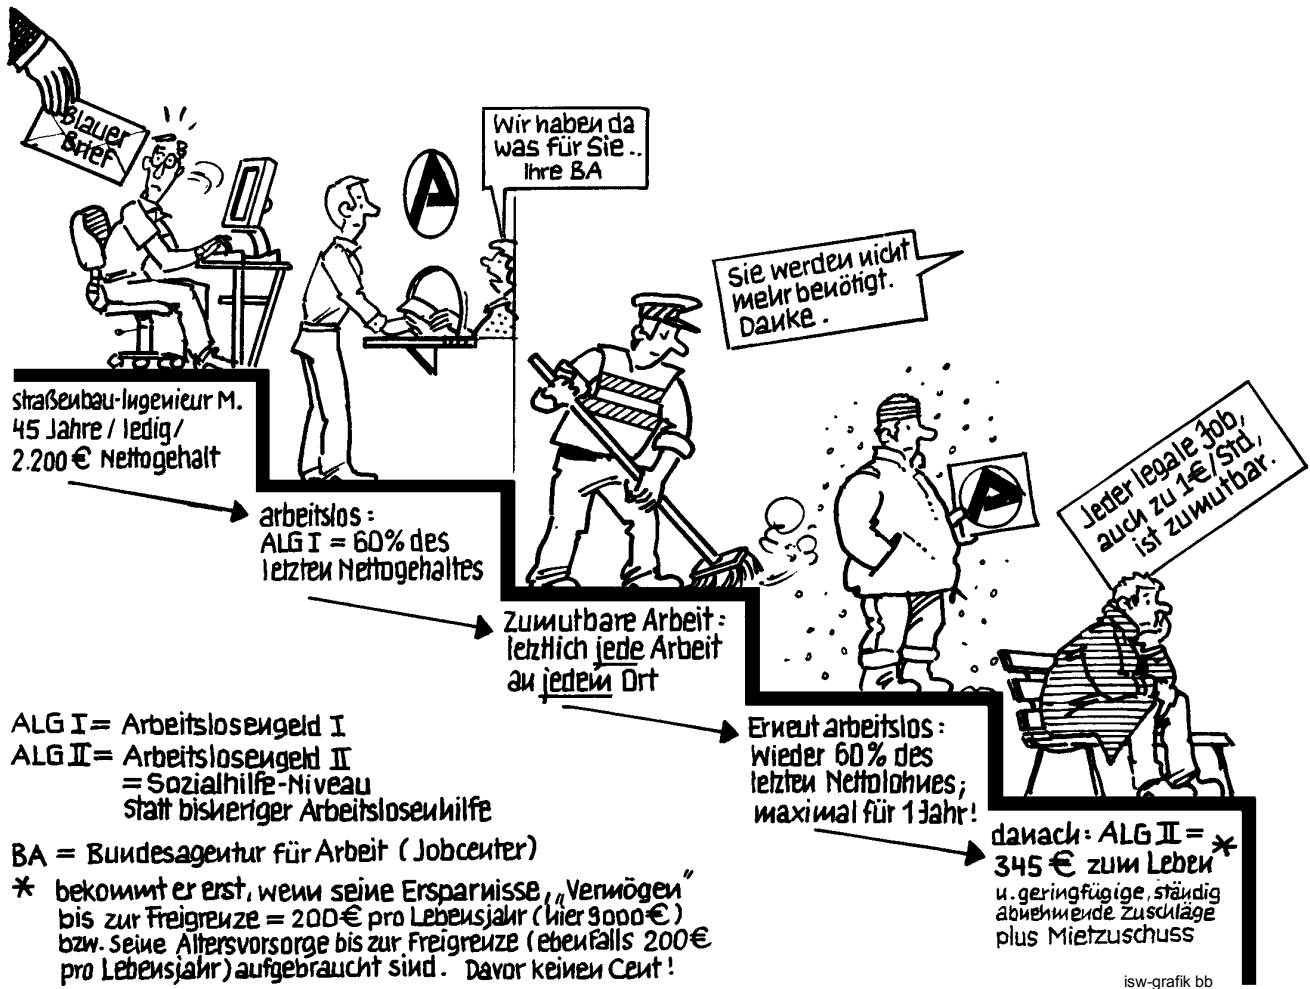 Blauer
Brief
Wir haben da
was für Sie..
Ihre BA
Sie werden nicht
mehr benötigt.
Danke.
Jeder legale Job,
auch zu 1€/Std,
ist zumutbar.
Straßenbau-Ingenieur M.
45 Jahre / ledig /
2.200 € Nettogehalt
arbeitslos:
ALG I = 60% des
letzten Nettogehaltes
Zumutbare Arbeit:
letztlich jede Arbeit
an jedem Ort
Erneut arbeitslos:
Wieder 60% des
letzten Nettolohnes;
maximal für 1 Jahr!
danach: ALG II =
345 € zum Leben *
u. geringfügige, ständig
abnehmende Zuschläge
plus Mietzuschuss
ALG I = Arbeitslosengeld I
ALG II = Arbeitslosengeld II
= Sozialhilfe-Niveau
statt bisheriger Arbeitslosenhilfe
BA = Bundesagentur für Arbeit (Jobcenter)
* bekommt er erst, wenn seine Ersparnisse, „Vermögen"
bis zur Freigrenze = 200€ pro Lebensjahr (hier 9000€)
bzw. seine Altersvorsorge bis zur Freigrenze (ebenfalls 200€
pro Lebensjahr) aufgebraucht sind. Davor keinen Cent!
isw-grafik bb